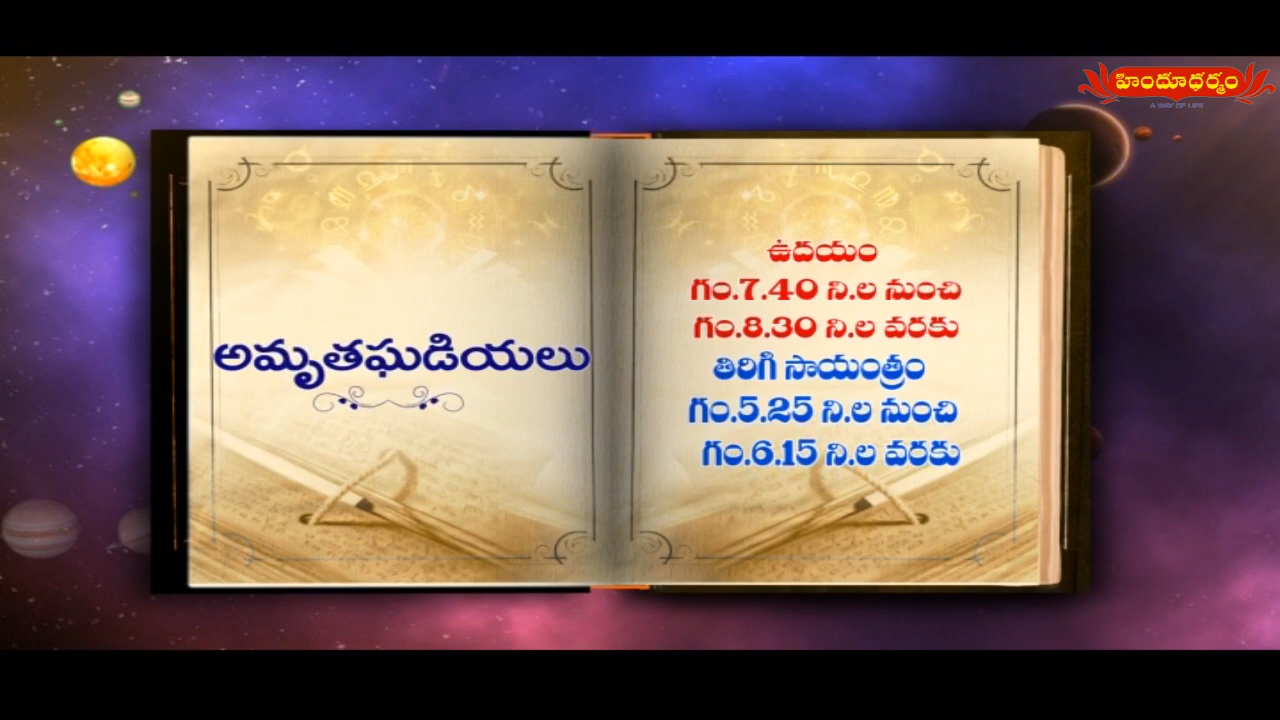 హిందూధర్మం
A WAY OF LIFE
అమృతఘడియలు
ఉదయం
గం.7.40 ని.ల నుంచి
గం.8.30 ని.ల వరకు
తిరిగి సాయంత్రం
గం.5.25 ని.ల నుంచి
గం.6.15 ని.ల వరకు